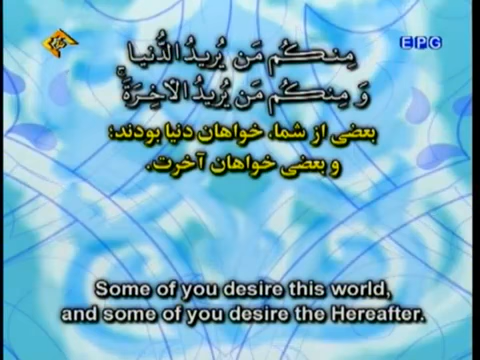 EPG
مِنكُم مَن يُرِيدُ الدُّنيا
وَ مِنكُم مَن يُرِيدُ الآخِرَةَ ۚ
بعضی از شما، خواهان دنیا بودند؛
و بعضی خواهان آخرت.
Some of you desire this world,
and some of you desire the Hereafter.